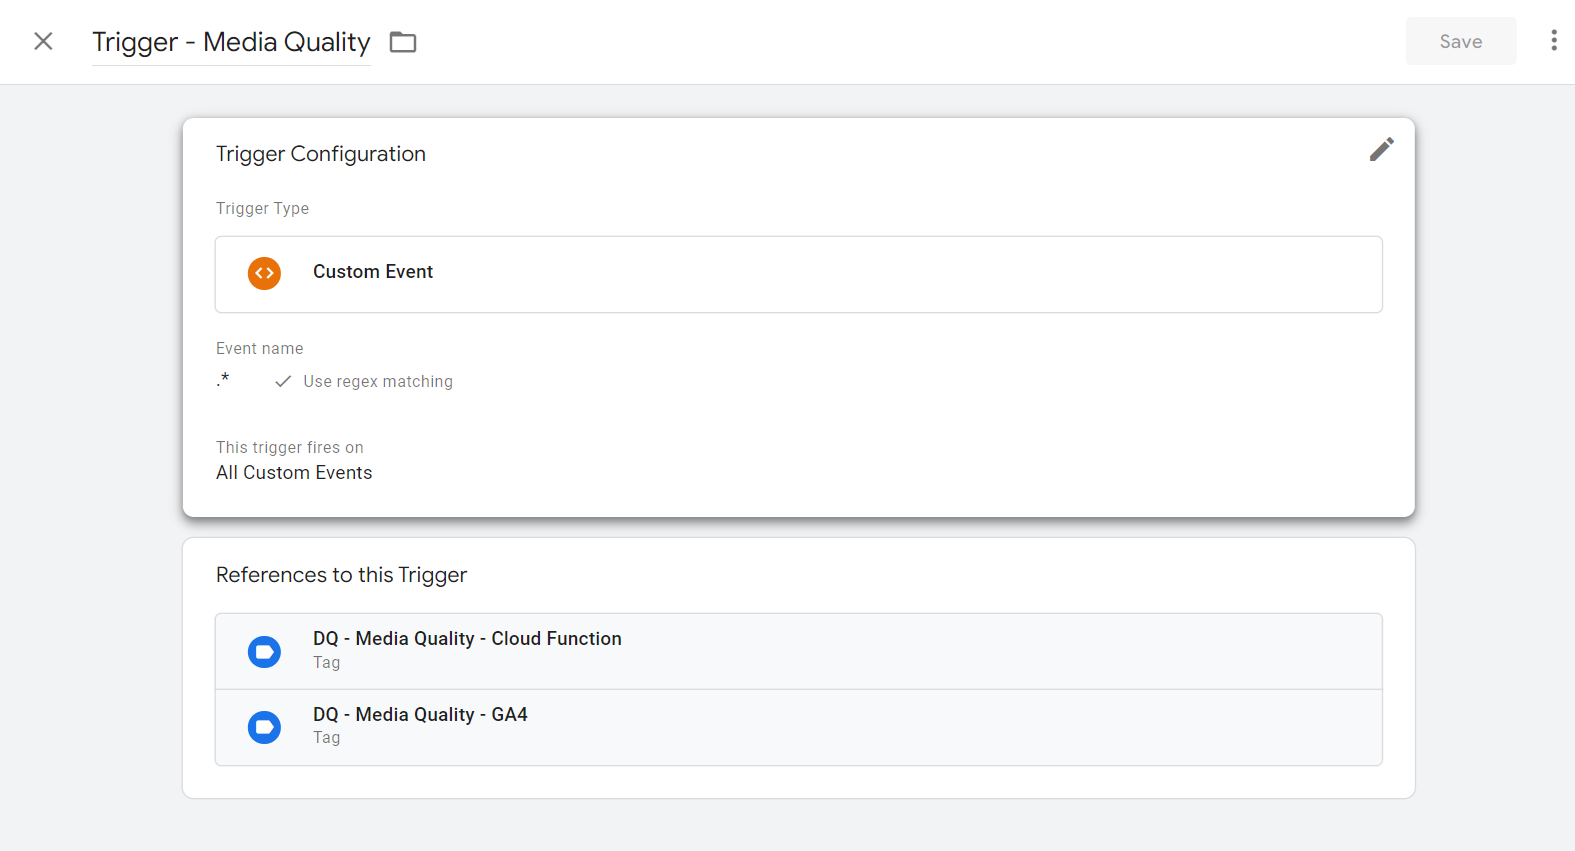 Trigger - Media Quality
Save
Trigger Configuration
Trigger Type
Custom Event
Event name
.* Use regex matching
This trigger fires on
All Custom Events
References to this Trigger
DQ - Media Quality - Cloud Function
Tag
DQ - Media Quality - GA4
Tag